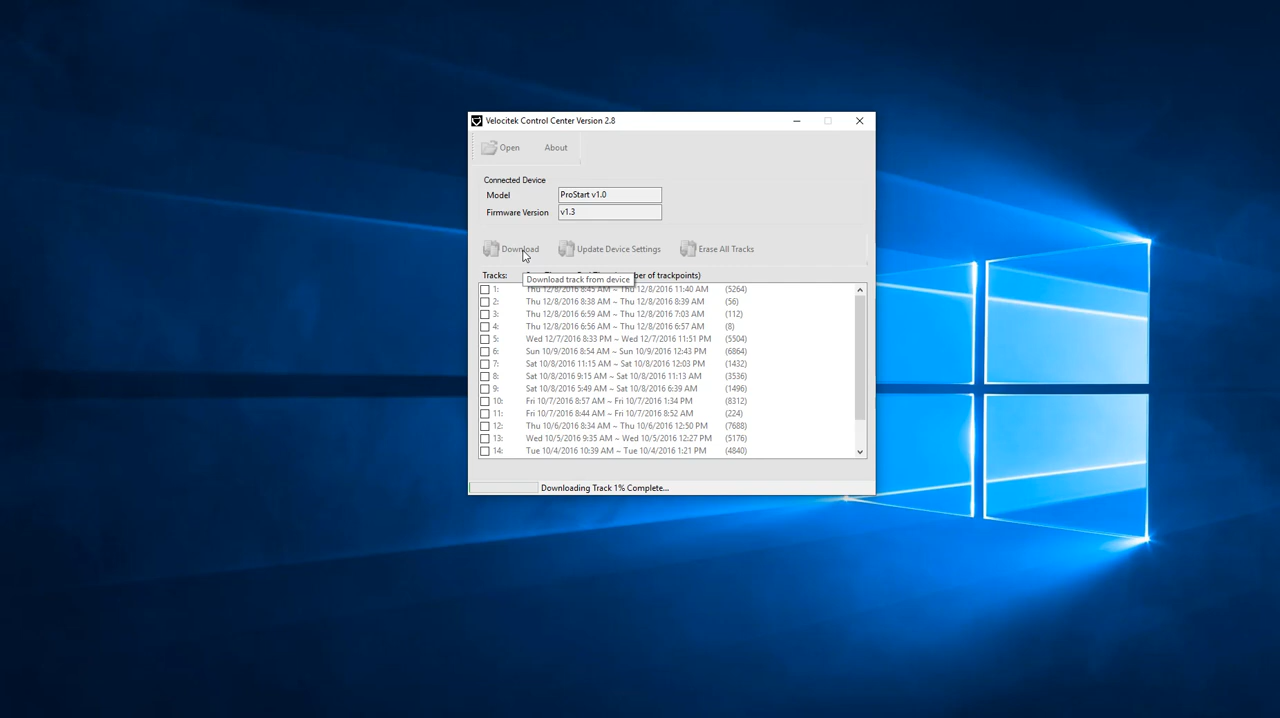 Velocitek Control Center Version 2.8
Open About
Connected Device
Model ProStart v1.0
Firmware Version v1.3
Download Update Device Settings Erase All Tracks
Download track from device
Tracks: of trackpoints)
1: Thu 12/8/2016 8:45 AM ~ Thu 12/8/2016 11:40 AM (5264)
2: Thu 12/8/2016 8:38 AM ~ Thu 12/8/2016 8:39 AM (56)
3: Thu 12/8/2016 6:59 AM ~ Thu 12/8/2016 7:03 AM (112)
4: Thu 12/8/2016 6:56 AM ~ Thu 12/8/2016 6:57 AM (8)
5: Wed 12/7/2016 8:33 PM ~ Wed 12/7/2016 11:51 PM (5504)
6: Sun 10/9/2016 8:54 AM ~ Sun 10/9/2016 12:43 PM (6864)
7: Sat 10/8/2016 11:15 AM ~ Sat 10/8/2016 12:03 PM (1432)
8: Sat 10/8/2016 9:15 AM ~ Sat 10/8/2016 11:13 AM (3536)
9: Sat 10/8/2016 5:49 AM ~ Sat 10/8/2016 6:39 AM (1496)
10: Fri 10/7/2016 8:57 AM ~ Fri 10/7/2016 1:34 PM (8312)
11: Fri 10/7/2016 8:44 AM ~ Fri 10/7/2016 8:52 AM (224)
12: Thu 10/6/2016 8:34 AM ~ Thu 10/6/2016 12:50 PM (7688)
13: Wed 10/5/2016 9:35 AM ~ Wed 10/5/2016 12:27 PM (5176)
14: Tue 10/4/2016 10:39 AM ~ Tue 10/4/2016 1:21 PM (4840)
Downloading Track 1% Complete...